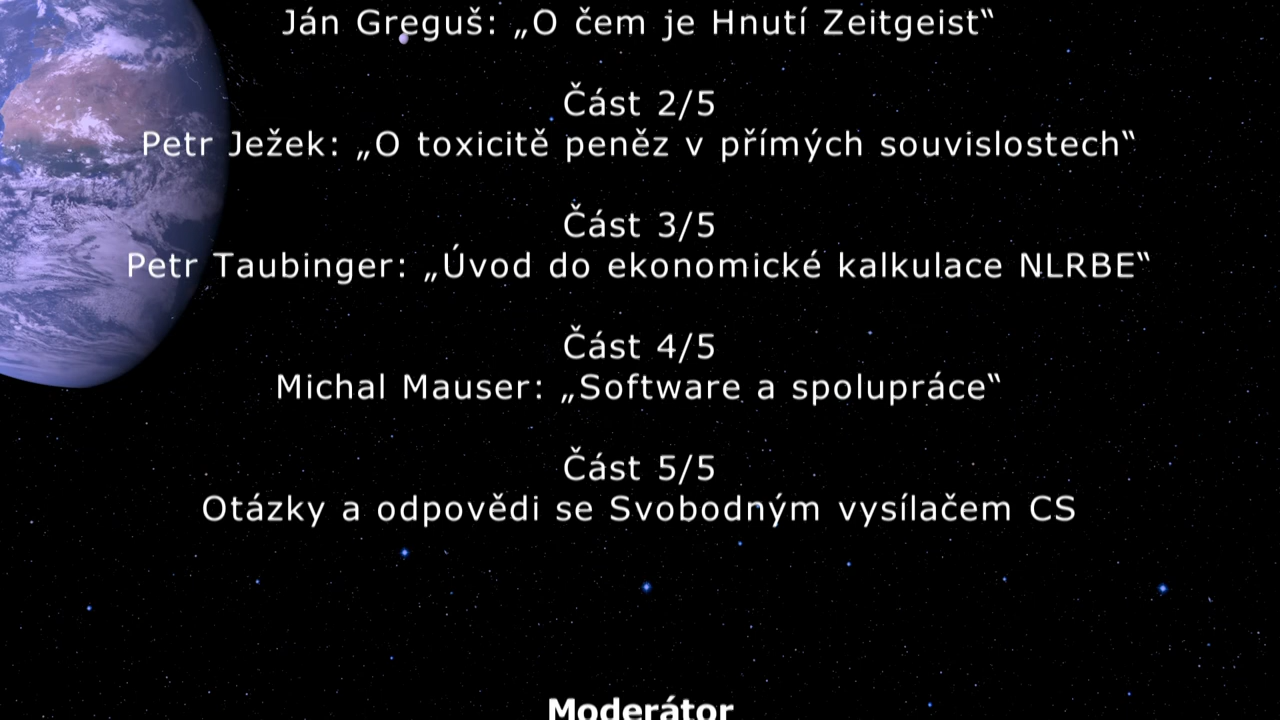 Ján Greguš: „O čem je Hnutí Zeitgeist“
Část 2/5
Petr Ježek: „O toxicitě peněz v přímých souvislostech“
Část 3/5
Petr Taubinger: „Úvod do ekonomické kalkulace NLRBE“
Část 4/5
Michal Mauser: „Software a spolupráce“
Část 5/5
Otázky a odpovědi se Svobodným vysílačem CS
Moderátor